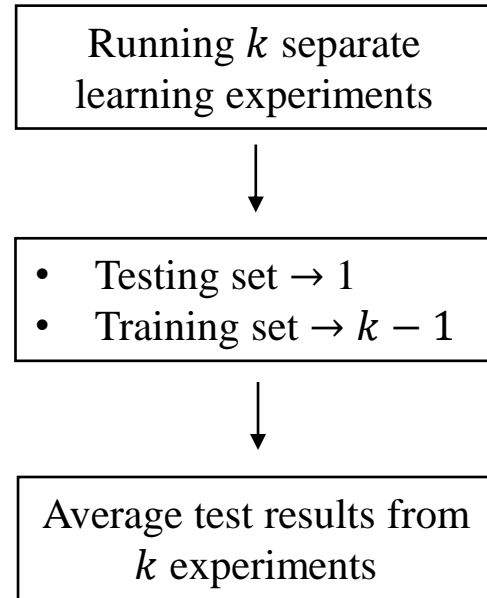 Running k separate
learning experiments
• Testing set → 1
• Training set → k − 1
Average test results from
k experiments